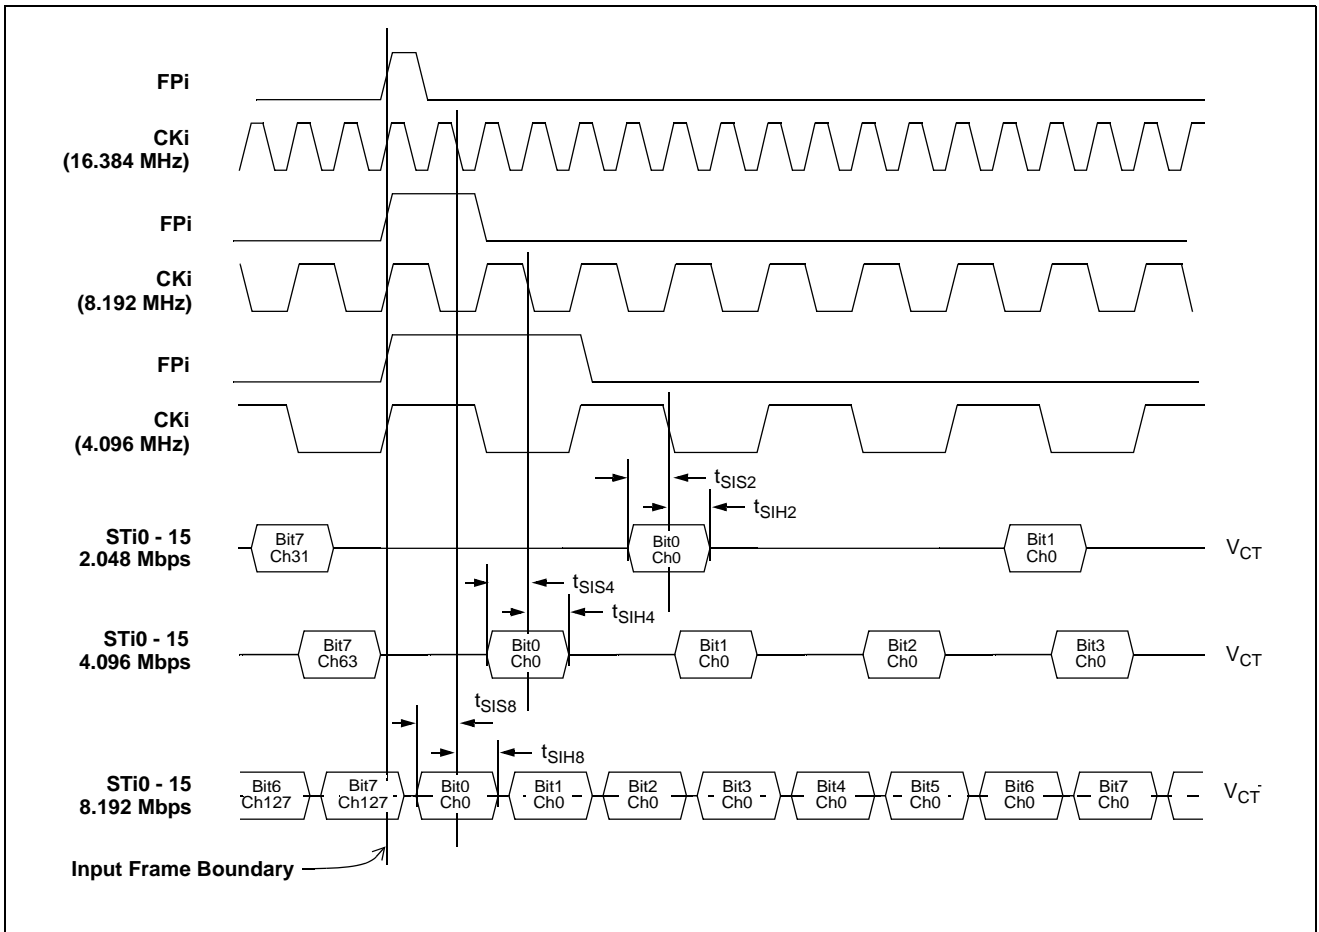 FPi
CKi
(16.384 MHz)
FPi
CKi
(8.192 MHz)
FPi
CKi
(4.096 MHz)
tSIS2
tSIH2
STi0 - 15
2.048 Mbps
Bit7
Ch31
Bit0
Ch0
Bit1
Ch0
VCT
tSIS4
tSIH4
STi0 - 15
4.096 Mbps
Bit7
Ch63
Bit0
Ch0
Bit1
Ch0
Bit2
Ch0
Bit3
Ch0
VCT
tSIS8
tSIH8
STi0 - 15
8.192 Mbps
Bit6
Ch127
Bit7
Ch127
Bit0
Ch0
Bit1
Ch0
Bit2
Ch0
Bit3
Ch0
Bit4
Ch0
Bit5
Ch0
Bit6
Ch0
Bit7
Ch0
VCT
Input Frame Boundary